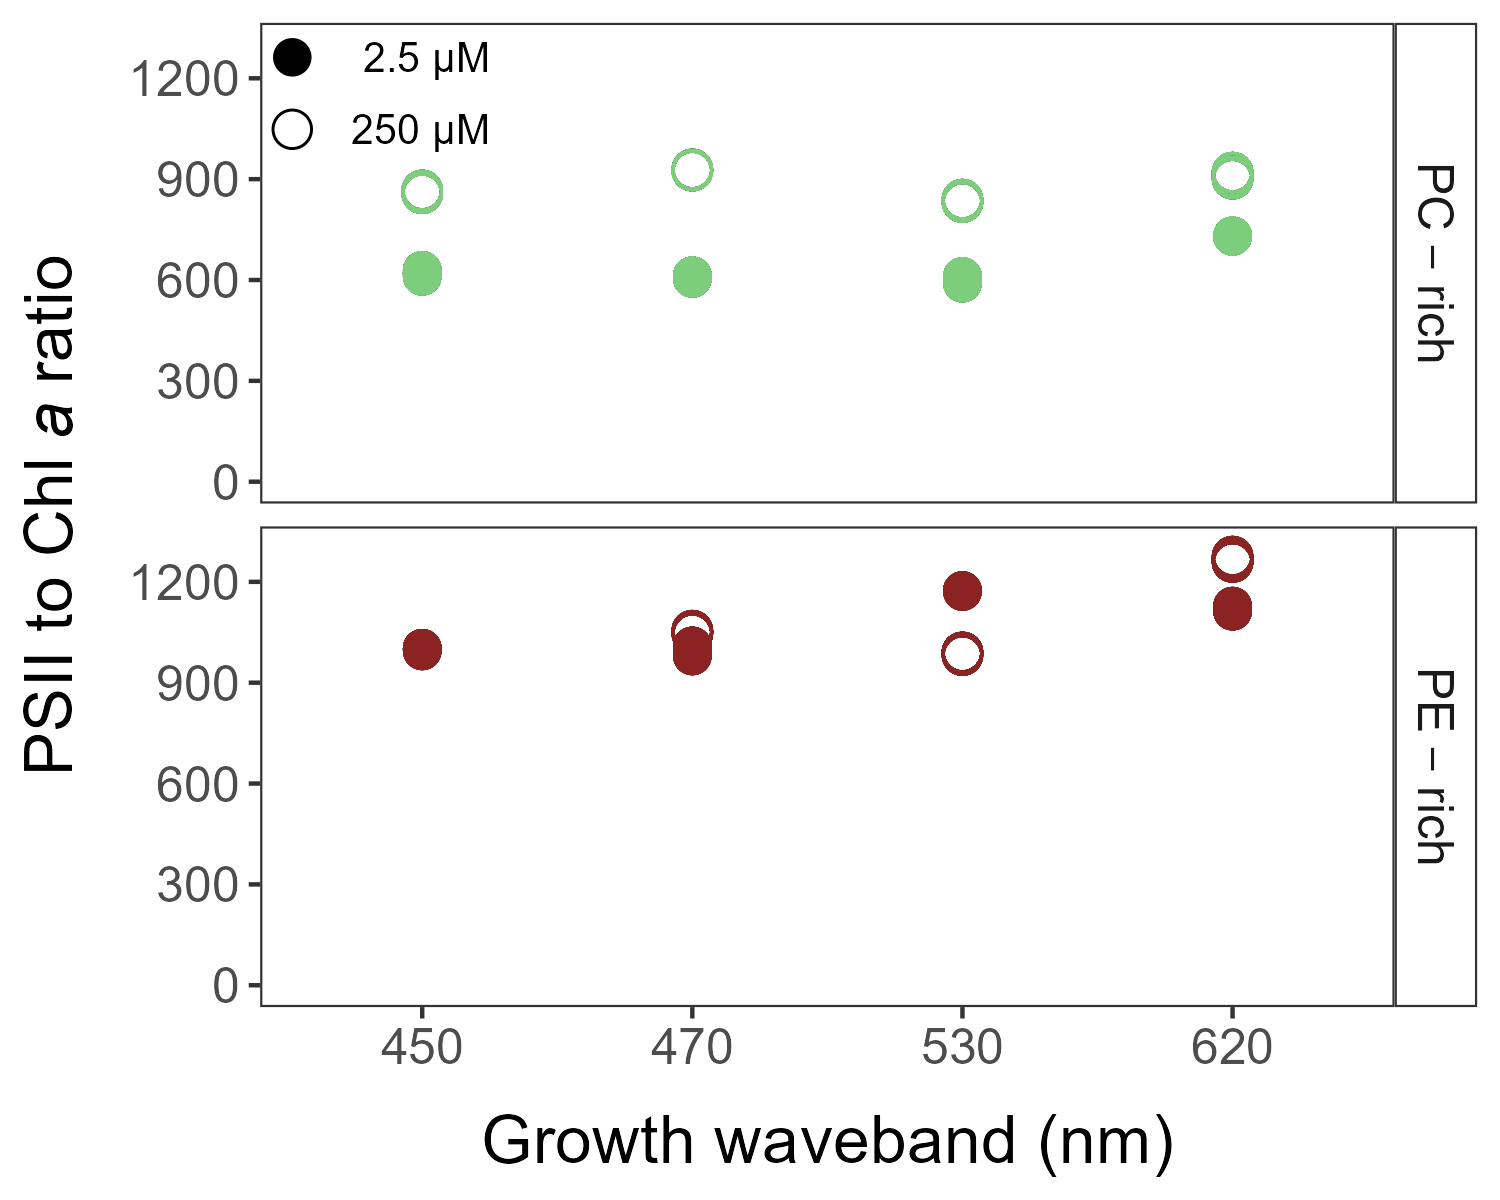 2.5 µM
250 µM
1200
900
600
300
0
PC – rich
1200
900
600
300
0
PE – rich
PSII to Chl a ratio
450 470 530 620
Growth waveband (nm)